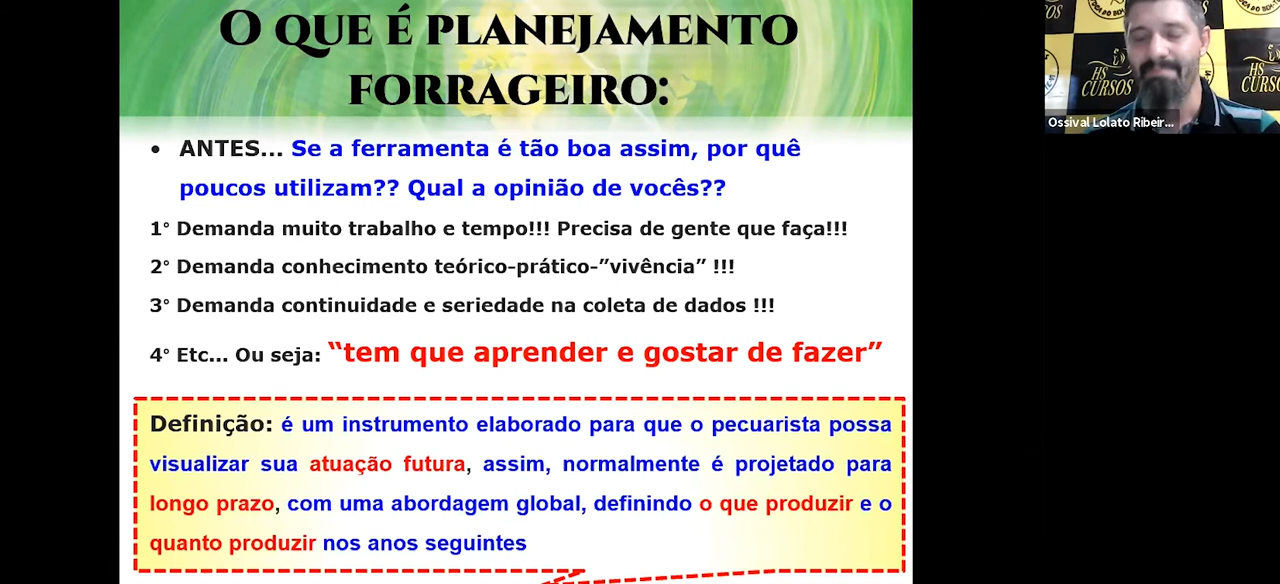 O QUE É PLANEJAMENTO
FORRAGEIRO:
• ANTES... Se a ferramenta é tão boa assim, por quê
poucos utilizam?? Qual a opinião de vocês??
1° Demanda muito trabalho e tempo!!! Precisa de gente que faça!!!
2° Demanda conhecimento teórico-prático-”vivência” !!!
3° Demanda continuidade e seriedade na coleta de dados !!!
4° Etc... Ou seja: “tem que aprender e gostar de fazer”
Definição: é um instrumento elaborado para que o pecuarista possa
visualizar sua atuação futura, assim, normalmente é projetado para
longo prazo, com uma abordagem global, definindo o que produzir e o
quanto produzir nos anos seguintes
HS
CURSOS
HS
Ossival Lolato Ribeir...